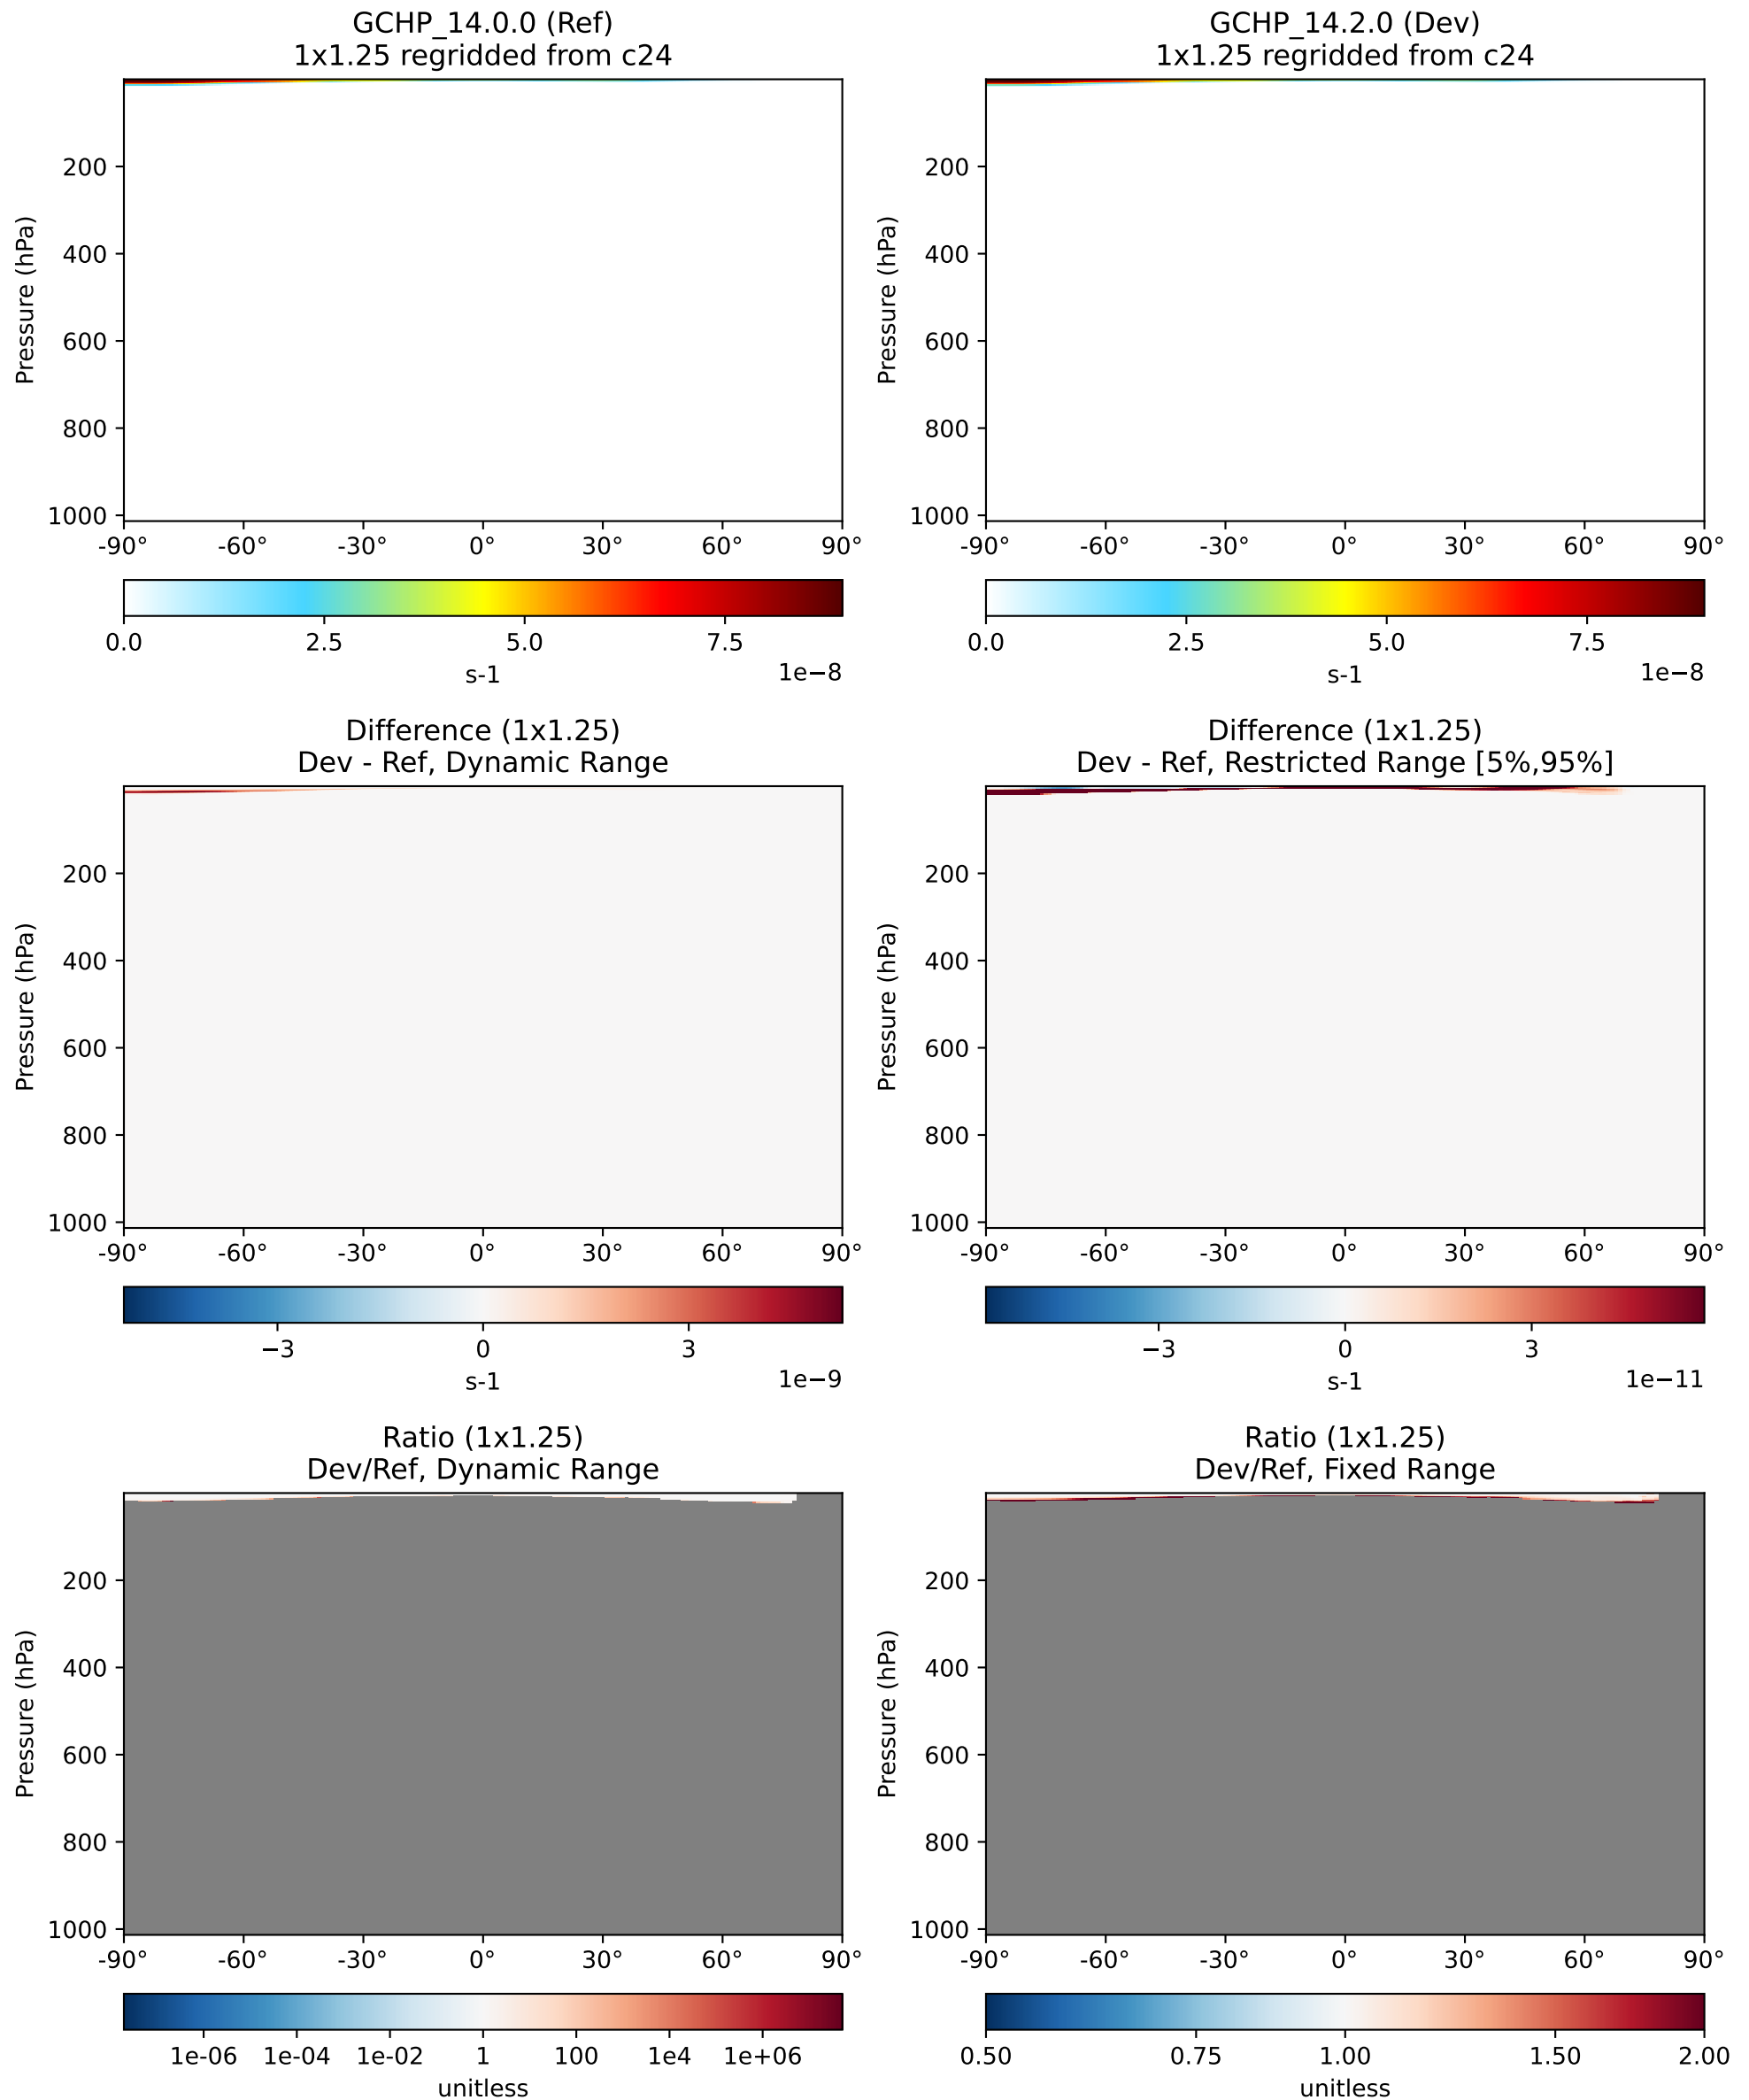 GCHP_14.0.0 (Ref)
1x1.25 regridded from c24
Pressure (hPa)
200
400
600
800
1000
-90° -60° -30° 0° 30° 60° 90°
0.0 2.5 5.0 7.5
1e−8
s-1
GCHP_14.2.0 (Dev)
1x1.25 regridded from c24
Pressure (hPa)
200
400
600
800
1000
-90° -60° -30° 0° 30° 60° 90°
0.0 2.5 5.0 7.5
1e−8
s-1
Difference (1x1.25)
Dev - Ref, Dynamic Range
Pressure (hPa)
200
400
600
800
1000
-90° -60° -30° 0° 30° 60° 90°
−3 0 3
1e−9
s-1
Difference (1x1.25)
Dev - Ref, Restricted Range [5%,95%]
Pressure (hPa)
200
400
600
800
1000
-90° -60° -30° 0° 30° 60° 90°
−3 0 3
1e−11
s-1
Ratio (1x1.25)
Dev/Ref, Dynamic Range
Pressure (hPa)
200
400
600
800
1000
-90° -60° -30° 0° 30° 60° 90°
1e-06 1e-04 1e-02 1 100 1e4 1e+06
unitless
Ratio (1x1.25)
Dev/Ref, Fixed Range
Pressure (hPa)
200
400
600
800
1000
-90° -60° -30° 0° 30° 60° 90°
0.50 0.75 1.00 1.50 2.00
unitless